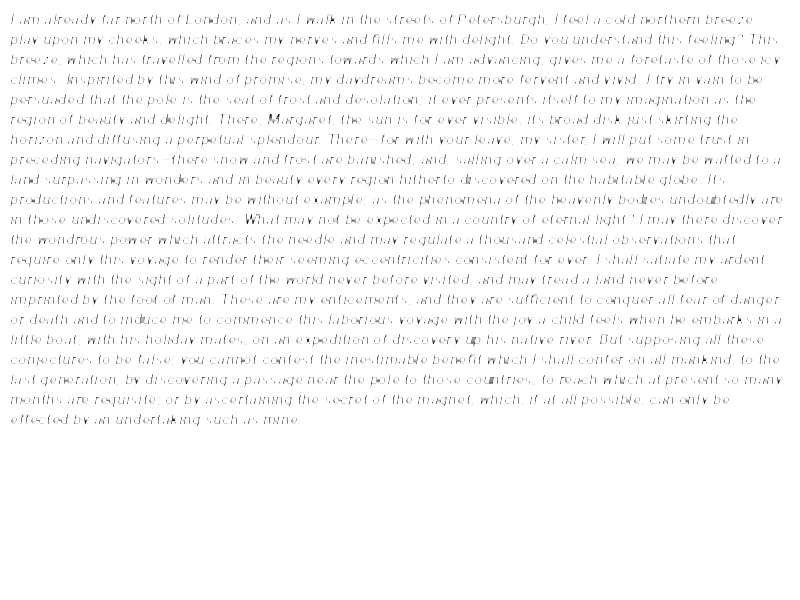 I am already far north of London, and as I walk in the streets of Petersburgh, I feel a cold northern breeze
play upon my cheeks, which braces my nerves and fills me with delight. Do you understand this feeling? This
breeze, which has travelled from the regions towards which I am advancing, gives me a foretaste of those icy
climes. Inspirited by this wind of promise, my daydreams become more fervent and vivid. I try in vain to be
persuaded that the pole is the seat of frost and desolation; it ever presents itself to my imagination as the
region of beauty and delight. There, Margaret, the sun is for ever visible, its broad disk just skirting the
horizon and diffusing a perpetual splendour. There—for with your leave, my sister, I will put some trust in
preceding navigators—there snow and frost are banished; and, sailing over a calm sea, we may be wafted to a
land surpassing in wonders and in beauty every region hitherto discovered on the habitable globe. Its
productions and features may be without example, as the phenomena of the heavenly bodies undoubtedly are
in those undiscovered solitudes. What may not be expected in a country of eternal light? I may there discover
the wondrous power which attracts the needle and may regulate a thousand celestial observations that
require only this voyage to render their seeming eccentricities consistent for ever. I shall satiate my ardent
curiosity with the sight of a part of the world never before visited, and may tread a land never before
imprinted by the foot of man. These are my enticements, and they are sufficient to conquer all fear of danger
or death and to induce me to commence this laborious voyage with the joy a child feels when he embarks in a
little boat, with his holiday mates, on an expedition of discovery up his native river. But supposing all these
conjectures to be false, you cannot contest the inestimable benefit which I shall confer on all mankind, to the
last generation, by discovering a passage near the pole to those countries, to reach which at present so many
months are requisite; or by ascertaining the secret of the magnet, which, if at all possible, can only be
effected by an undertaking such as mine.